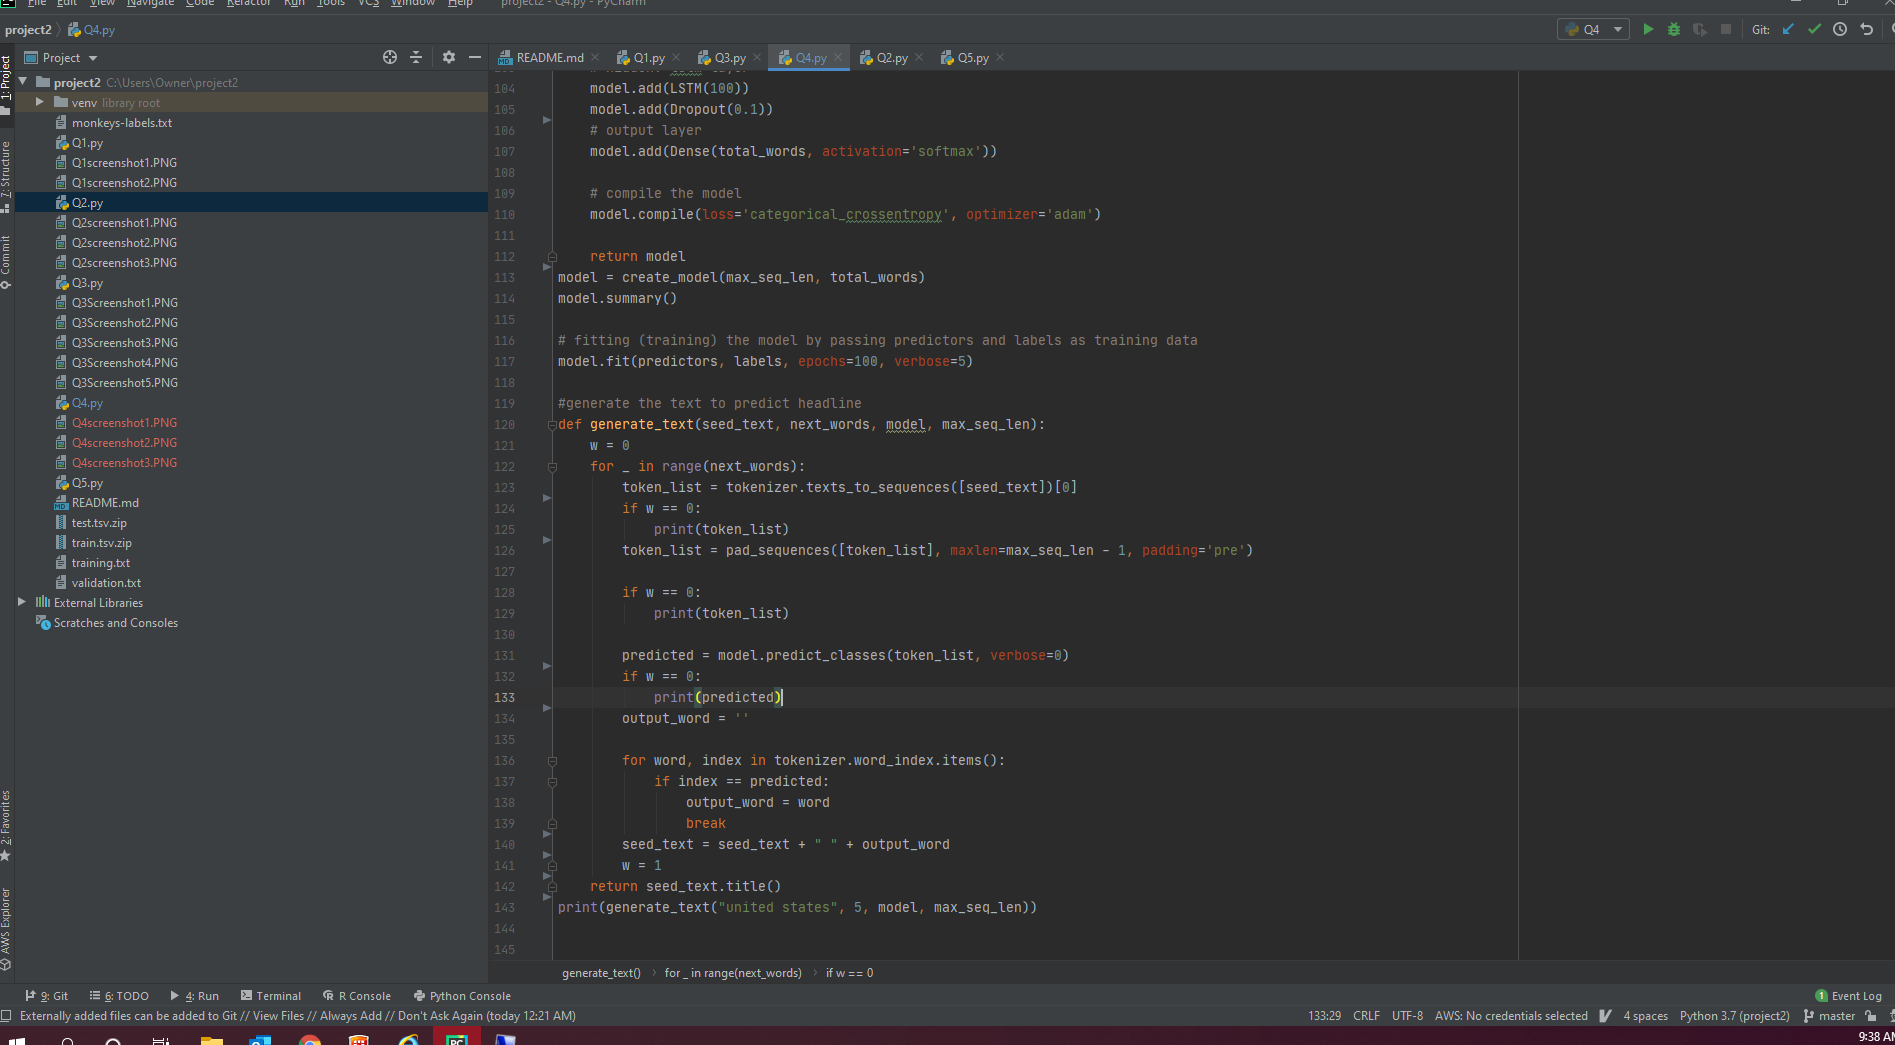 File Edit View Navigate Code Refactor Run Tools VCS Window Help project2 - Q4.py - PyCharm
project2 Q4.py
Q4 Git:
Project
README.md Q1.py Q3.py Q4.py Q2.py Q5.py
1: Project
7: Structure
Commit
2: Favorites
AWS Explorer
project2 C:\Users\Owner\project2
venv library root
monkeys-labels.txt
Q1.py
Q1screenshot1.PNG
Q1screenshot2.PNG
Q2.py
Q2screenshot1.PNG
Q2screenshot2.PNG
Q2screenshot3.PNG
Q3.py
Q3Screenshot1.PNG
Q3Screenshot2.PNG
Q3Screenshot3.PNG
Q3Screenshot4.PNG
Q3Screenshot5.PNG
Q4.py
Q4screenshot1.PNG
Q4screenshot2.PNG
Q4screenshot3.PNG
Q5.py
README.md
test.tsv.zip
train.tsv.zip
training.txt
validation.txt
External Libraries
Scratches and Consoles
104 model.add(LSTM(100))
105 model.add(Dropout(0.1))
106 # output layer
107 model.add(Dense(total_words, activation='softmax'))
108
109 # compile the model
110 model.compile(loss='categorical_crossentropy', optimizer='adam')
111
112 return model
113 model = create_model(max_seq_len, total_words)
114 model.summary()
115
116 # fitting (training) the model by passing predictors and labels as training data
117 model.fit(predictors, labels, epochs=100, verbose=5)
118
119 #generate the text to predict headline
120 def generate_text(seed_text, next_words, model, max_seq_len):
121 w = 0
122 for _ in range(next_words):
123 token_list = tokenizer.texts_to_sequences([seed_text])[0]
124 if w == 0:
125 print(token_list)
126 token_list = pad_sequences([token_list], maxlen=max_seq_len - 1, padding='pre')
127
128 if w == 0:
129 print(token_list)
130
131 predicted = model.predict_classes(token_list, verbose=0)
132 if w == 0:
133 print(predicted)
134 output_word = ''
135
136 for word, index in tokenizer.word_index.items():
137 if index == predicted:
138 output_word = word
139 break
140 seed_text = seed_text + " " + output_word
141 w = 1
142 return seed_text.title()
143 print(generate_text("united states", 5, model, max_seq_len))
144
145
generate_text() for _ in range(next_words) if w == 0
9: Git 6: TODO 4: Run Terminal R Console Python Console 1 Event Log
Externally added files can be added to Git // View Files // Always Add // Don't Ask Again (today 12:21 AM) 133:29 CRLF UTF-8 AWS: No credentials selected 4 spaces Python 3.7 (project2) master
9:38 AM